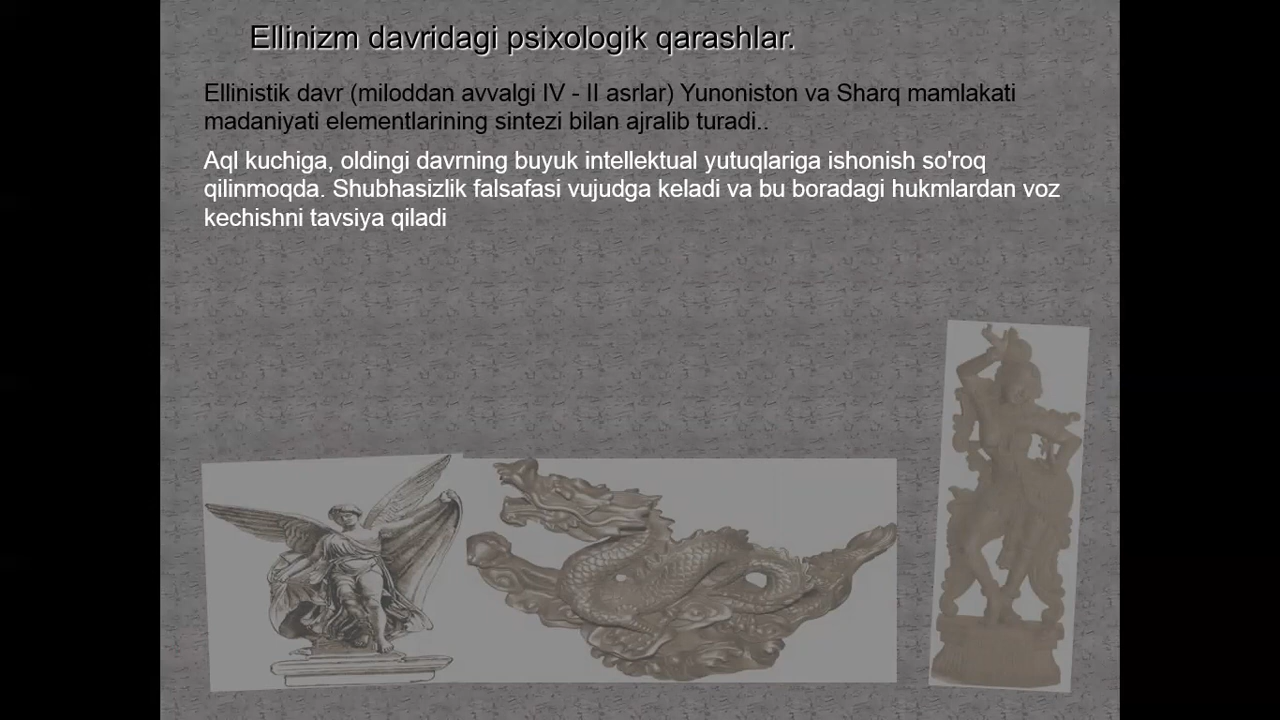 Ellinizm davridagi psixologik qarashlar.
Ellinistik davr (miloddan avvalgi IV - II asrlar) Yunoniston va Sharq mamlakati
madaniyati elementlarining sintezi bilan ajralib turadi..
Aql kuchiga, oldingi davrning buyuk intellektual yutuqlariga ishonish so'roq
qilinmoqda. Shubhasizlik falsafasi vujudga keladi va bu boradagi hukmlardan voz
kechishni tavsiya qiladi